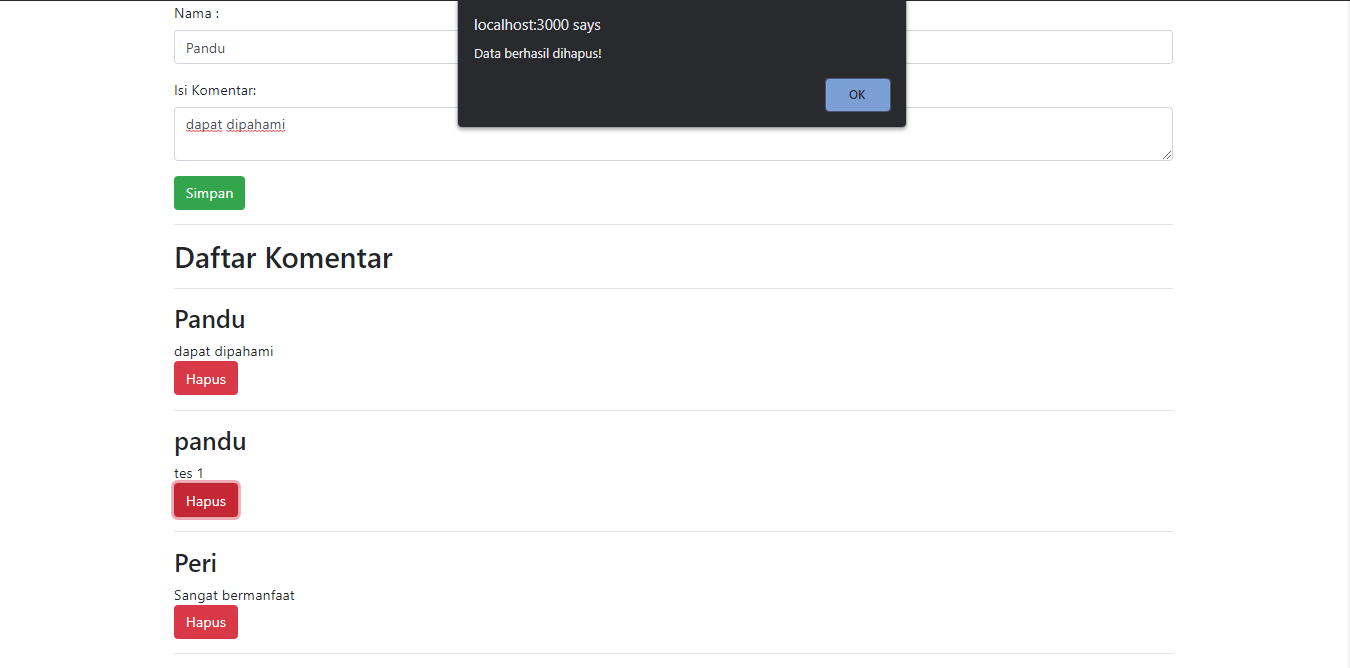 Nama :
localhost:3000 says
Pandu
Data berhasil dihapus!
Isi Komentar:
OK
dapat dipahami
Simpan
Daftar Komentar
Pandu
dapat dipahami
Hapus
pandu
tes 1
Hapus
Peri
Sangat bermanfaat
Hapus